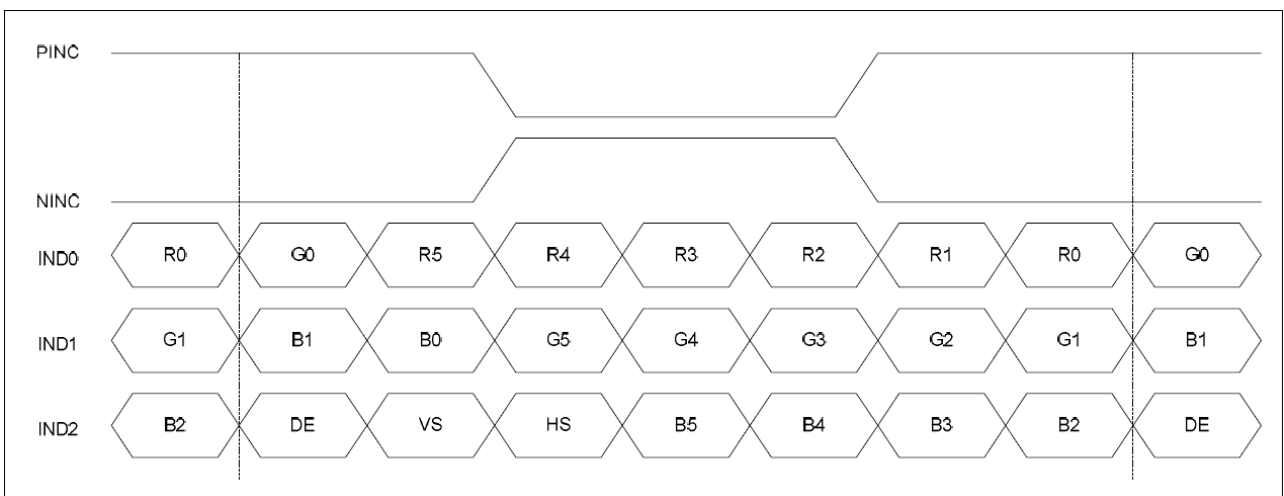 PINC
NINC
IND0 R0 G0 R5 R4 R3 R2 R1 R0 G0
IND1 G1 B1 B0 G5 G4 G3 G2 G1 B1
IND2 B2 DE VS HS B5 B4 B3 B2 DE